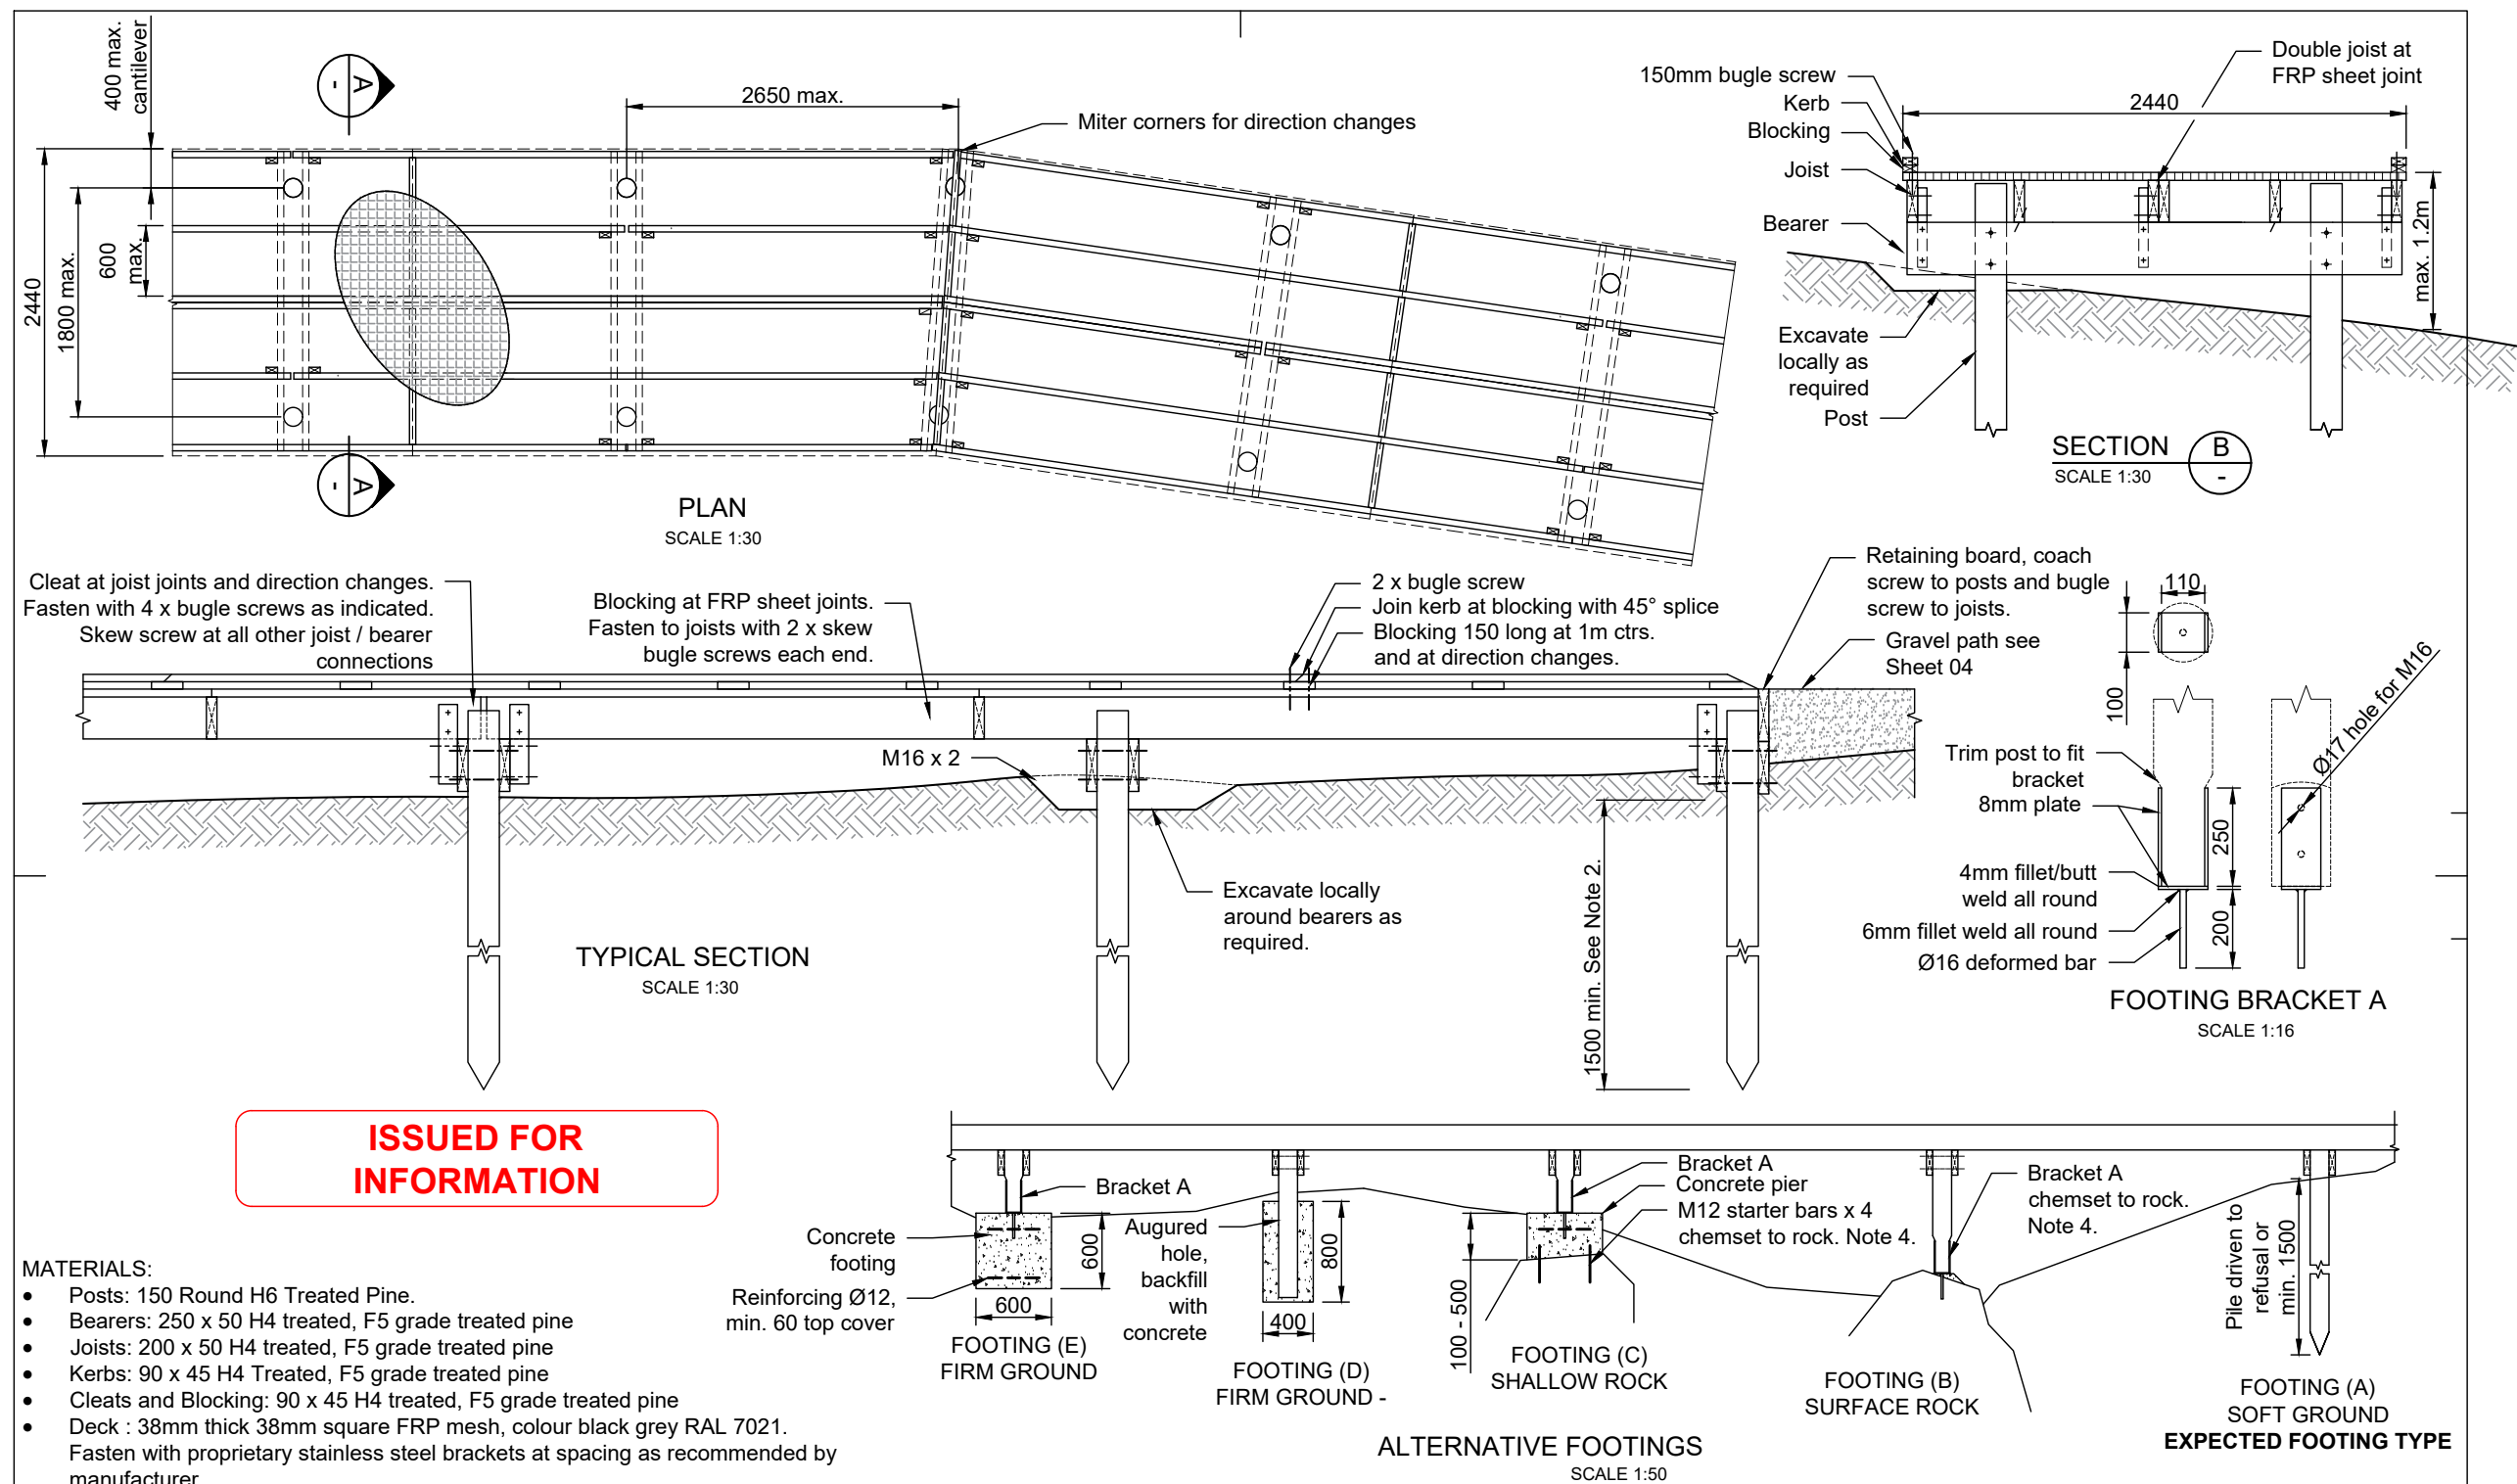 400 max.
cantilever
A
-
2650 max.
Miter corners for direction changes
2440
1800 max.
600
max.
A
-
PLAN
SCALE 1:30
150mm bugle screw
Kerb
Blocking
Joist
Bearer
Double joist at
FRP sheet joint
2440
max. 1.2m
Excavate
locally as
required
Post
SECTION
B
-
SCALE 1:30
Cleat at joist joints and direction changes.
Fasten with 4 x bugle screws as indicated.
Skew screw at all other joist / bearer
connections
Blocking at FRP sheet joints.
Fasten to joists with 2 x skew
bugle screws each end.
2 x bugle screw
Join kerb at blocking with 45° splice
Blocking 150 long at 1m ctrs.
and at direction changes.
Retaining board, coach
screw to posts and bugle
screw to joists.
Gravel path see
Sheet 04
M16 x 2
Excavate locally
around bearers as
required.
1500 min. See Note 2.
TYPICAL SECTION
SCALE 1:30
110
100
Ø17 hole for M16
Trim post to fit
bracket
8mm plate
250
4mm fillet/butt
weld all round
6mm fillet weld all round
200
Ø16 deformed bar
FOOTING BRACKET A
SCALE 1:16
ISSUED FOR
INFORMATION
MATERIALS:
• Posts: 150 Round H6 Treated Pine.
• Bearers: 250 x 50 H4 treated, F5 grade treated pine
• Joists: 200 x 50 H4 treated, F5 grade treated pine
• Kerbs: 90 x 45 H4 Treated, F5 grade treated pine
• Cleats and Blocking: 90 x 45 H4 treated, F5 grade treated pine
• Deck : 38mm thick 38mm square FRP mesh, colour black grey RAL 7021.
Fasten with proprietary stainless steel brackets at spacing as recommended by
manufacturer
Bracket A
Concrete
footing
Reinforcing Ø12,
min. 60 top cover
600
600
FOOTING (E)
FIRM GROUND
Augured
hole,
backfill
with
concrete
800
400
FOOTING (D)
FIRM GROUND -
Bracket A
Concrete pier
M12 starter bars x 4
chemset to rock. Note 4.
100 - 500
FOOTING (C)
SHALLOW ROCK
Bracket A
chemset to rock.
Note 4.
FOOTING (B)
SURFACE ROCK
Pile driven to
refusal or
min. 1500
FOOTING (A)
SOFT GROUND
EXPECTED FOOTING TYPE
ALTERNATIVE FOOTINGS
SCALE 1:50